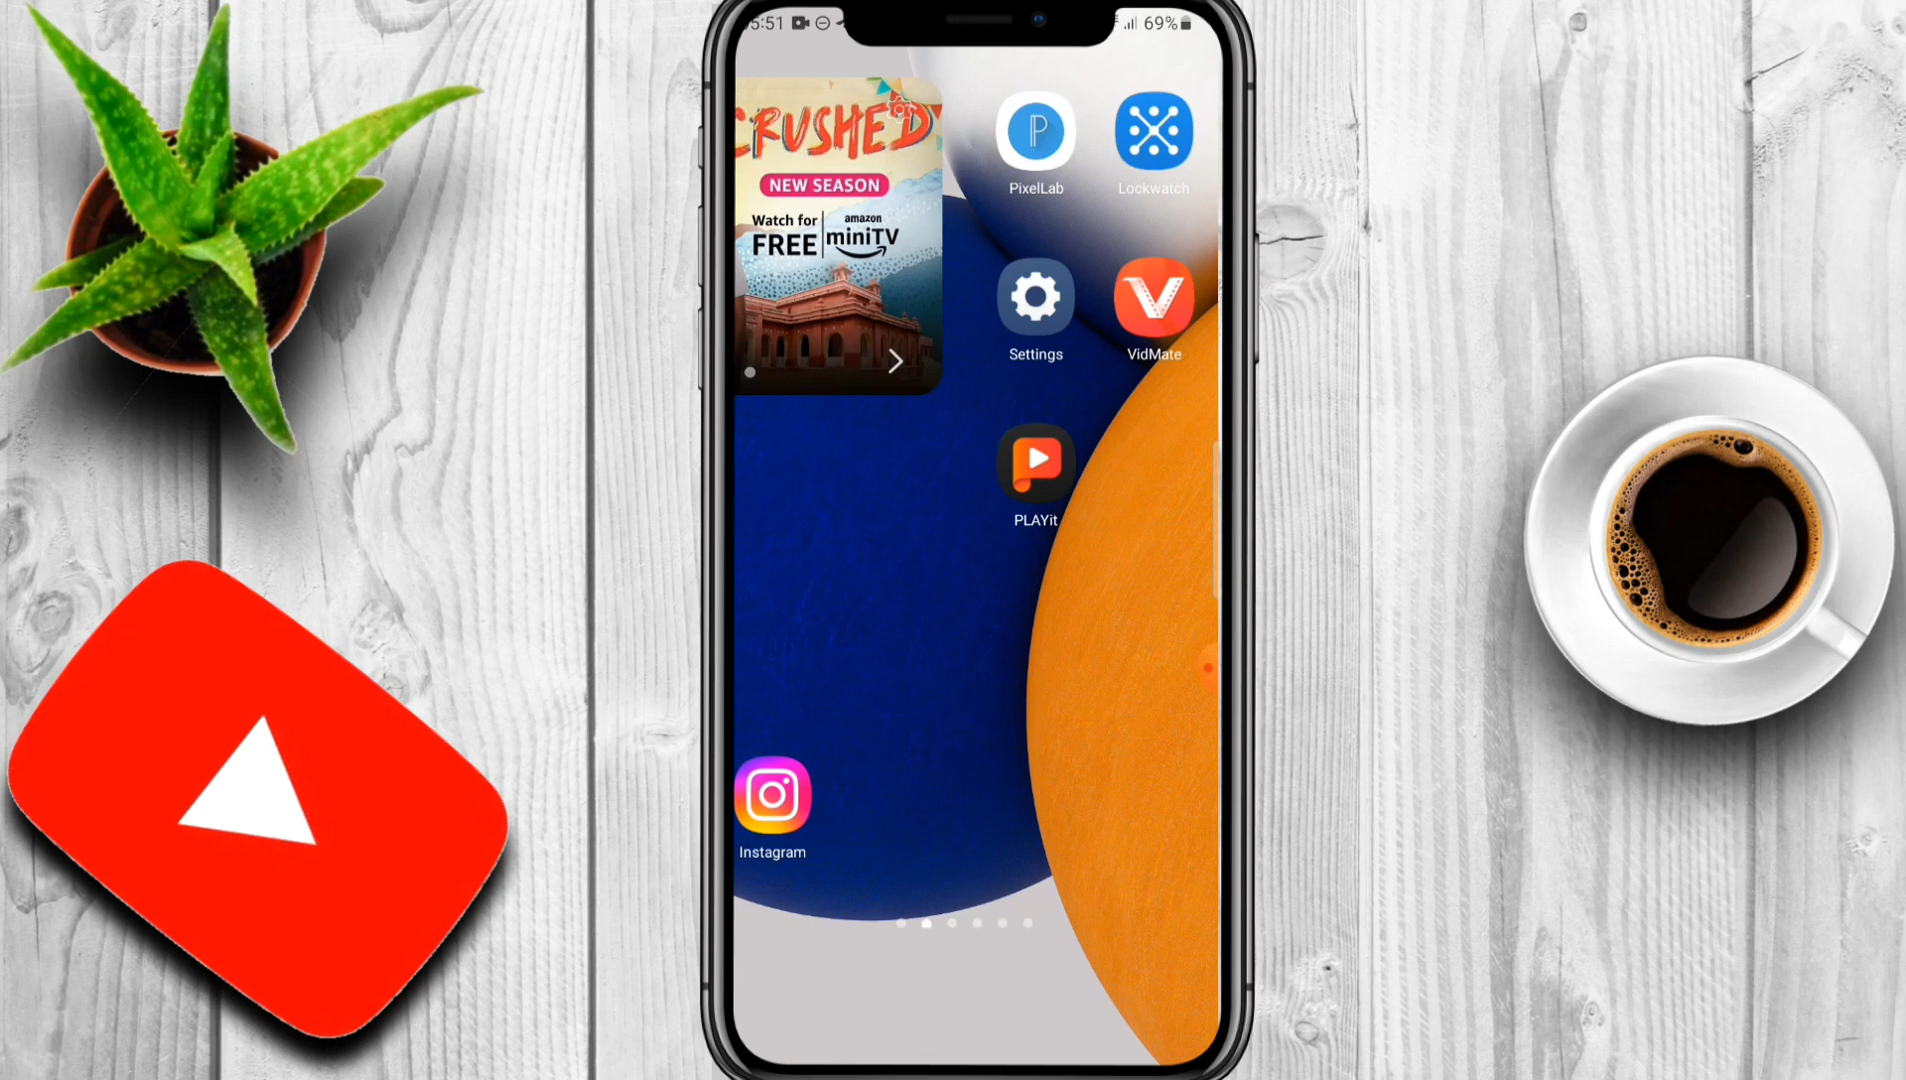 5:51
69%
CRUSHED
NEW SEASON
Watch for
FREE
amazon
miniTV
PixelLab
Lockwatch
Settings
VidMate
PLAYit
Instagram